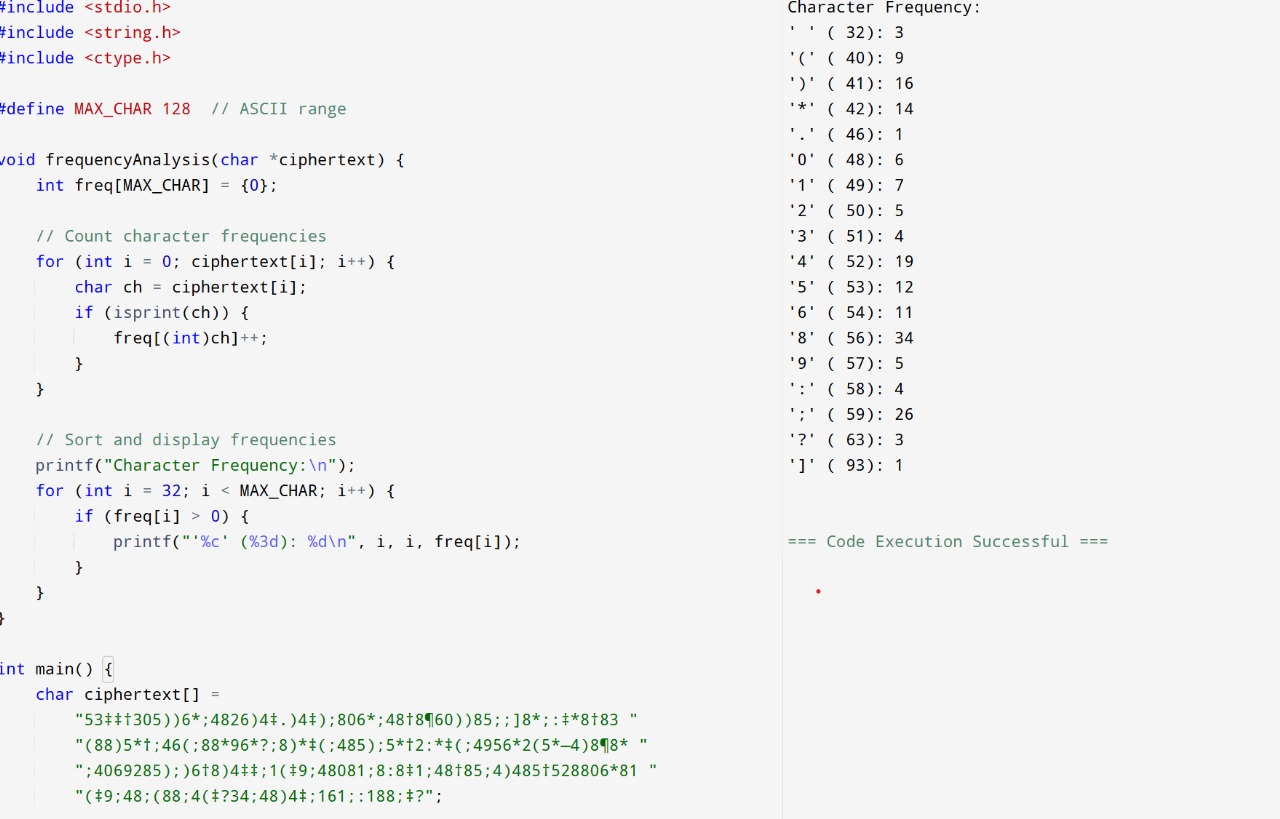 #include <stdio.h>
#include <string.h>
#include <ctype.h>
#define MAX_CHAR 128  // ASCII range
void frequencyAnalysis(char *ciphertext) {
    int freq[MAX_CHAR] = {0};
    // Count character frequencies
    for (int i = 0; ciphertext[i]; i++) {
        char ch = ciphertext[i];
        if (isprint(ch)) {
            freq[(int)ch]++;
        }
    }
    // Sort and display frequencies
    printf("Character Frequency:\n");
    for (int i = 32; i < MAX_CHAR; i++) {
        if (freq[i] > 0) {
            printf("'%c' (%3d): %d\n", i, i, freq[i]);
        }
    }
}
int main() {
    char ciphertext[] =
        "53‡‡†305))6*;4826)4‡.)4‡);806*;48†8¶60))85;;]8*;:‡*8†83 "
        "(88)5*†;46(;88*96*?;8)*‡(;485);5*†2:*‡(;4956*2(5*—4)8¶8* "
        ";4069285);)6†8)4‡‡;1(‡9;48081;8:8‡1;48†85;4)485†528806*81 "
        "(‡9;48;(88;4(‡?34;48)4‡;161;:188;‡?";
Character Frequency:
' ' ( 32): 3
'(' ( 40): 9
')' ( 41): 16
'*' ( 42): 14
'.' ( 46): 1
'0' ( 48): 6
'1' ( 49): 7
'2' ( 50): 5
'3' ( 51): 4
'4' ( 52): 19
'5' ( 53): 12
'6' ( 54): 11
'8' ( 56): 34
'9' ( 57): 5
':' ( 58): 4
';' ( 59): 26
'?' ( 63): 3
']' ( 93): 1
=== Code Execution Successful ===